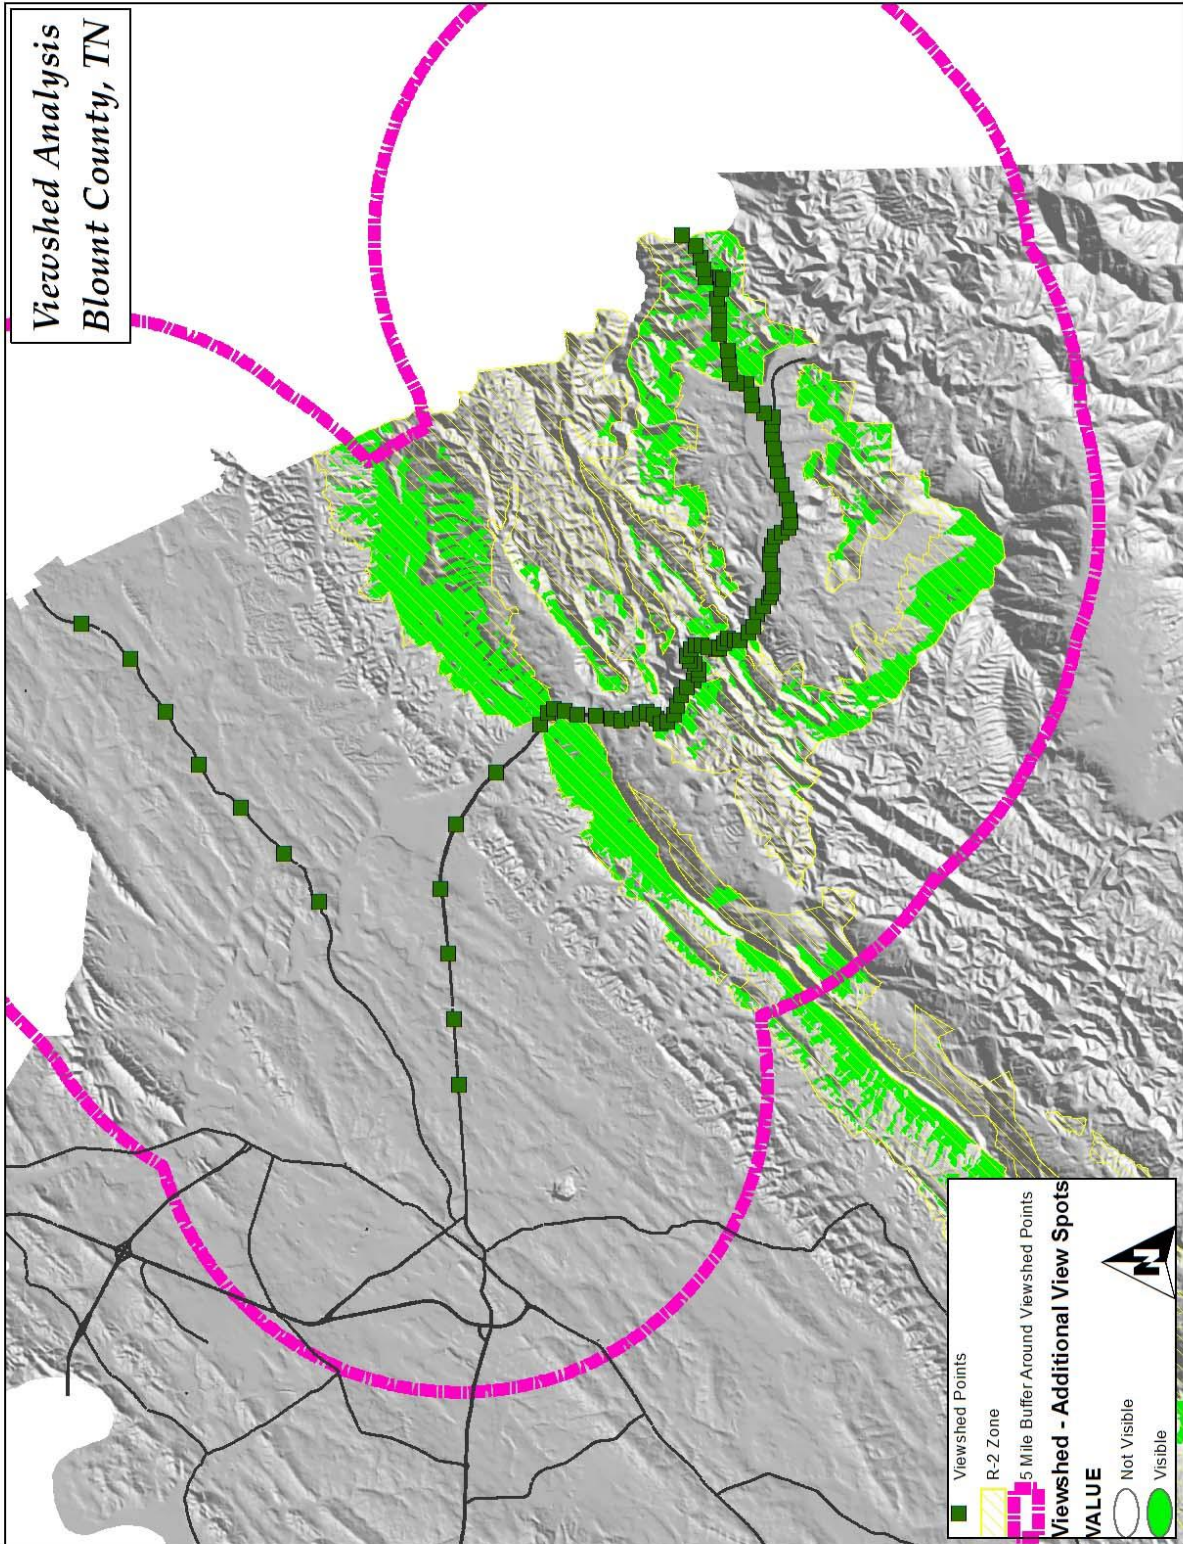 Viewshed Analysis
Blount County, TN
Viewshed Points
R-2 Zone
5 Mile Buffer Around Viewshed Points
Viewshed - Additional View Spots
VALUE
Not Visible
Visible
N